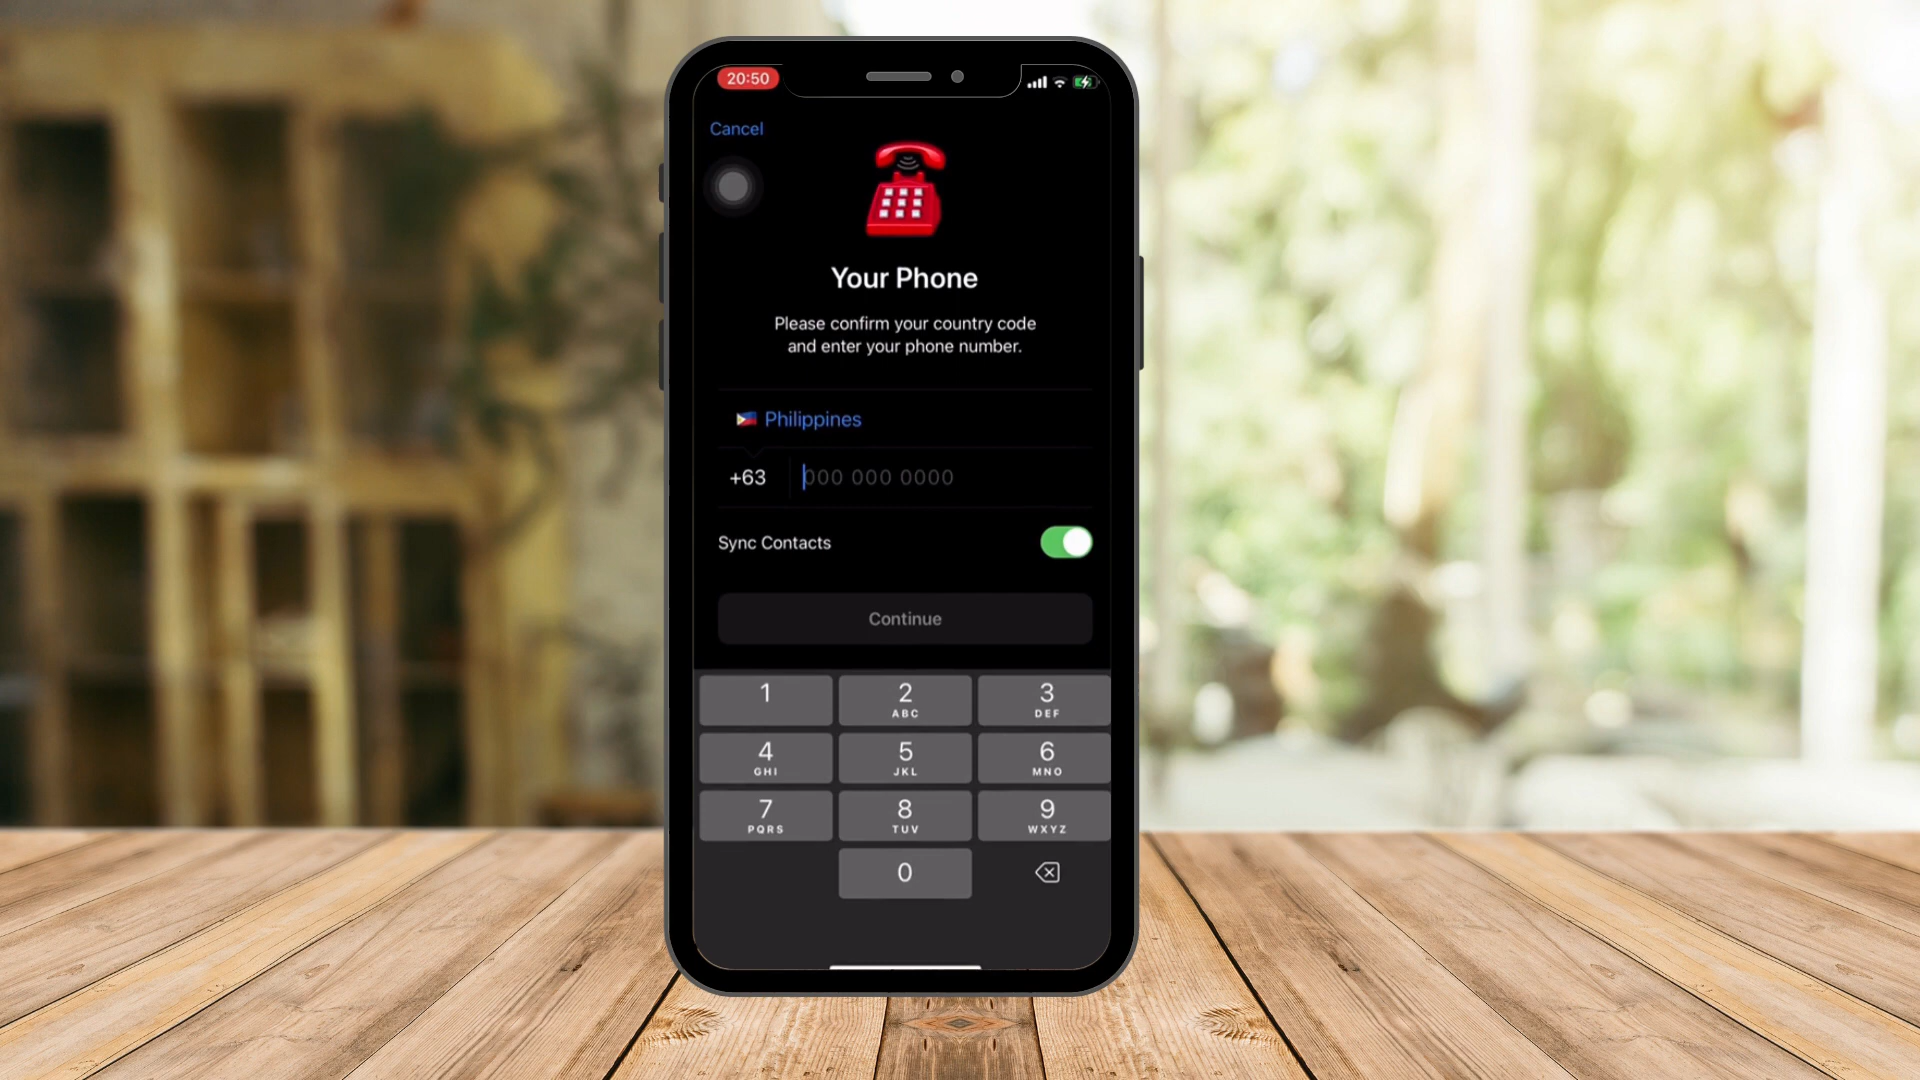 20:50
Cancel
Your Phone
Please confirm your country code
and enter your phone number.
Philippines
+63 000 000 0000
Sync Contacts
Continue
1
2
ABC
3
DEF
4
GHI
5
JKL
6
MNO
7
PQRS
8
TUV
9
WXYZ
0